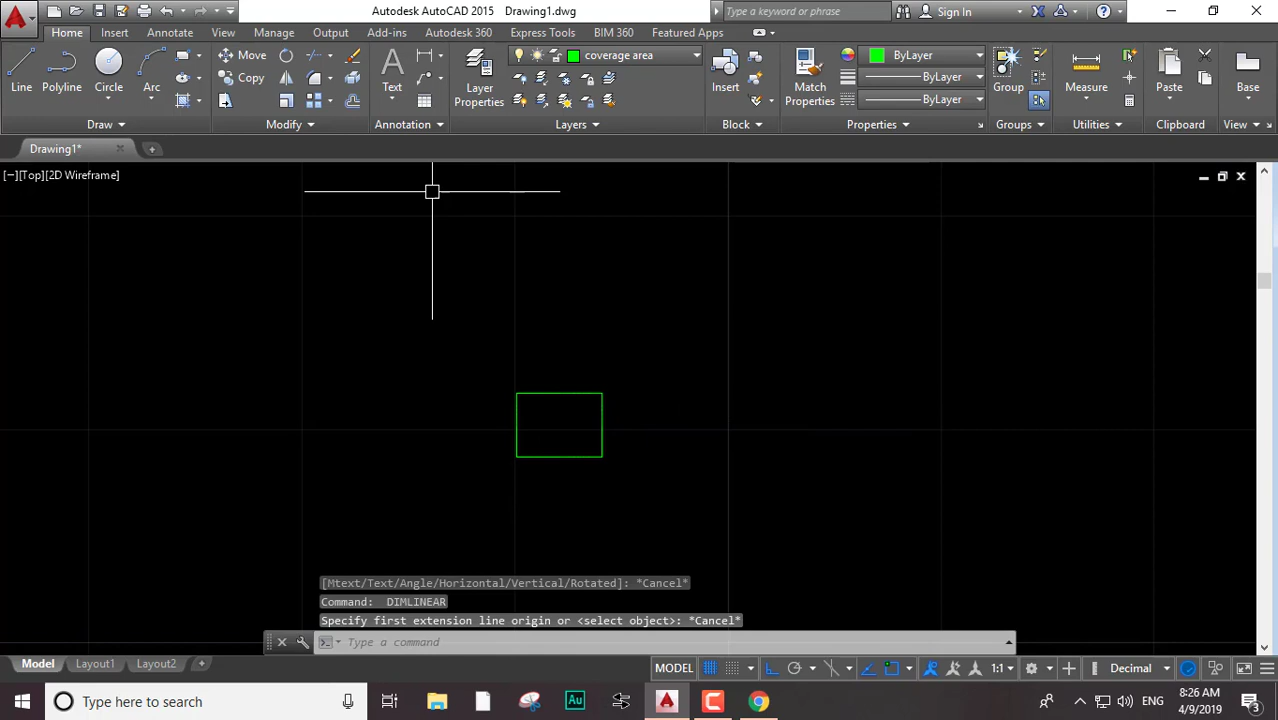 Autodesk AutoCAD 2015 Drawing1.dwg
Type a keyword or phrase
Sign In
Home Insert Annotate View Manage Output Add-ins Autodesk 360 Express Tools BIM 360 Featured Apps
Line Polyline Circle Arc
Move
Copy
Text
Layer
Properties
coverage area
Insert
Match
Properties
ByLayer
ByLayer
ByLayer
Group
Measure
Paste
Base
Draw Modify Annotation Layers Block Properties Groups Utilities Clipboard View
Drawing1*
[−][Top][2D Wireframe]
[Mtext/Text/Angle/Horizontal/Vertical/Rotated]: *Cancel*
Command: DIMLINEAR
Specify first extension line origin or <select object>: *Cancel*
Type a command
Model Layout1 Layout2
MODEL 1:1 Decimal
Type here to search
Au
ENG
8:26 AM
4/9/2019
3